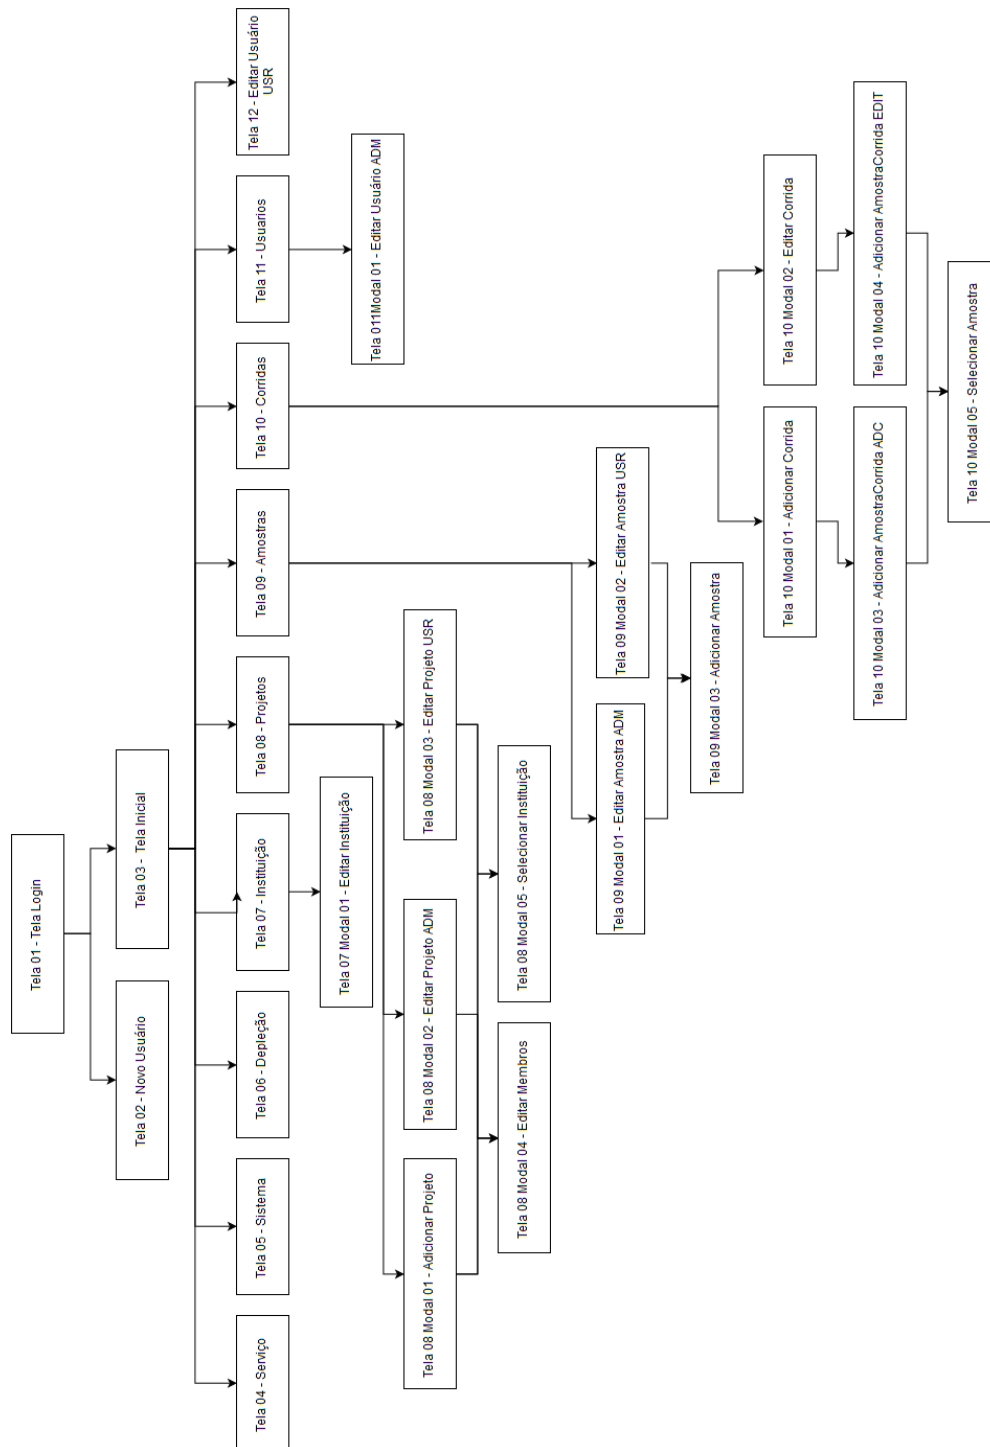 Tela 01 - Tela Login
Tela 02 - Novo Usuário
Tela 03 - Tela Inicial
Tela 04 - Serviço
Tela 05 - Sistema
Tela 06 - Depleção
Tela 07 - Instituição
Tela 08 - Projetos
Tela 09 - Amostras
Tela 10 - Corridas
Tela 11 - Usuarios
Tela 12 - Editar Usuário
USR
Tela 07 Modal 01 - Editar Instituição
Tela 011Modal 01 - Editar Usuário ADM
Tela 08 Modal 01 - Adicionar Projeto
Tela 08 Modal 02 - Editar Projeto ADM
Tela 08 Modal 03 - Editar Projeto USR
Tela 08 Modal 04 - Editar Membros
Tela 08 Modal 05 - Selecionar Instituição
Tela 09 Modal 01 - Editar Amostra ADM
Tela 09 Modal 02 - Editar Amostra USR
Tela 09 Modal 03 - Adicionar Amostra
Tela 10 Modal 01 - Adicionar Corrida
Tela 10 Modal 02 - Editar Corrida
Tela 10 Modal 03 - Adicionar AmostraCorrida ADC
Tela 10 Modal 04 - Adicionar AmostraCorrida EDIT
Tela 10 Modal 05 - Selecionar Amostra